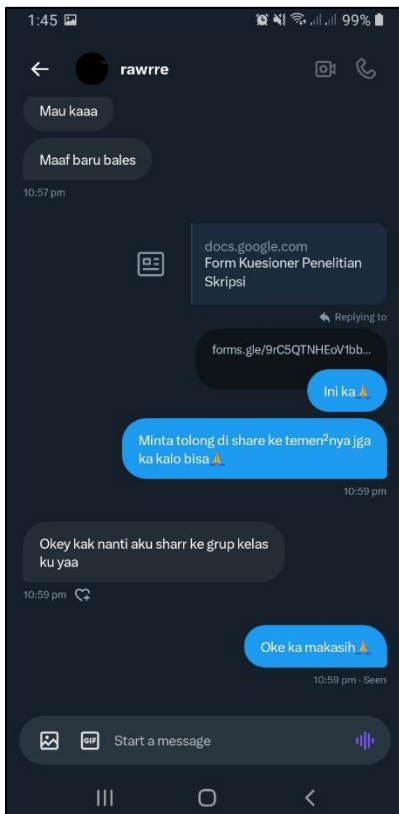 1:45 99%
rawrre
Mau kaaa
Maaf baru bales
10:57 pm
docs.google.com
Form Kuesioner Penelitian
Skripsi
Replying to
forms.gle/9rC5QTNHEoV1bb...
Ini ka🙏
Minta tolong di share ke temen²nya jga
ka kalo bisa🙏
10:59 pm
Okey kak nanti aku sharr ke grup kelas
ku yaa
10:59 pm
Oke ka makasih🙏
10:59 pm · Seen
GIF Start a message